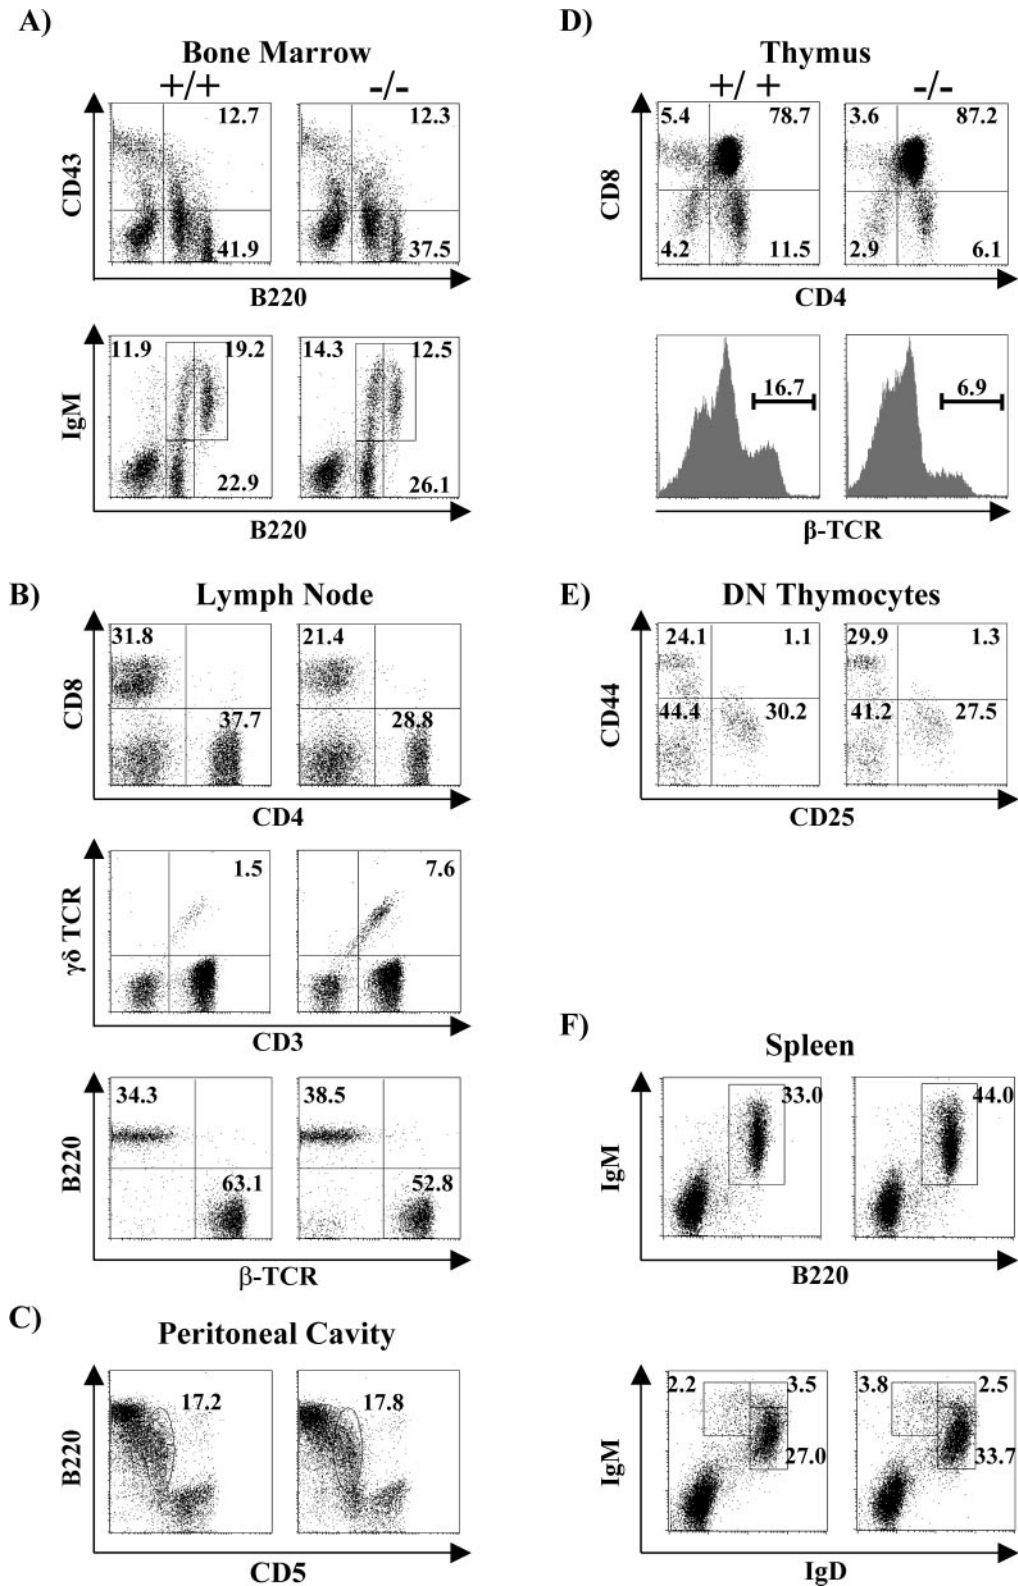 A)
Bone Marrow
+/+
-/-
CD43
12.7
12.3
41.9
37.5
B220
IgM
11.9
19.2
14.3
12.5
22.9
26.1
B220
B)
Lymph Node
CD8
31.8
21.4
37.7
28.8
CD4
γδ TCR
1.5
7.6
CD3
B220
34.3
38.5
63.1
52.8
β-TCR
C)
Peritoneal Cavity
B220
17.2
17.8
CD5
D)
Thymus
+/ +
-/-
CD8
5.4
78.7
3.6
87.2
4.2
11.5
2.9
6.1
CD4
16.7
6.9
β-TCR
E)
DN Thymocytes
CD44
24.1
1.1
29.9
1.3
44.4
30.2
41.2
27.5
CD25
F)
Spleen
IgM
33.0
44.0
B220
IgM
2.2
3.5
3.8
2.5
27.0
33.7
IgD